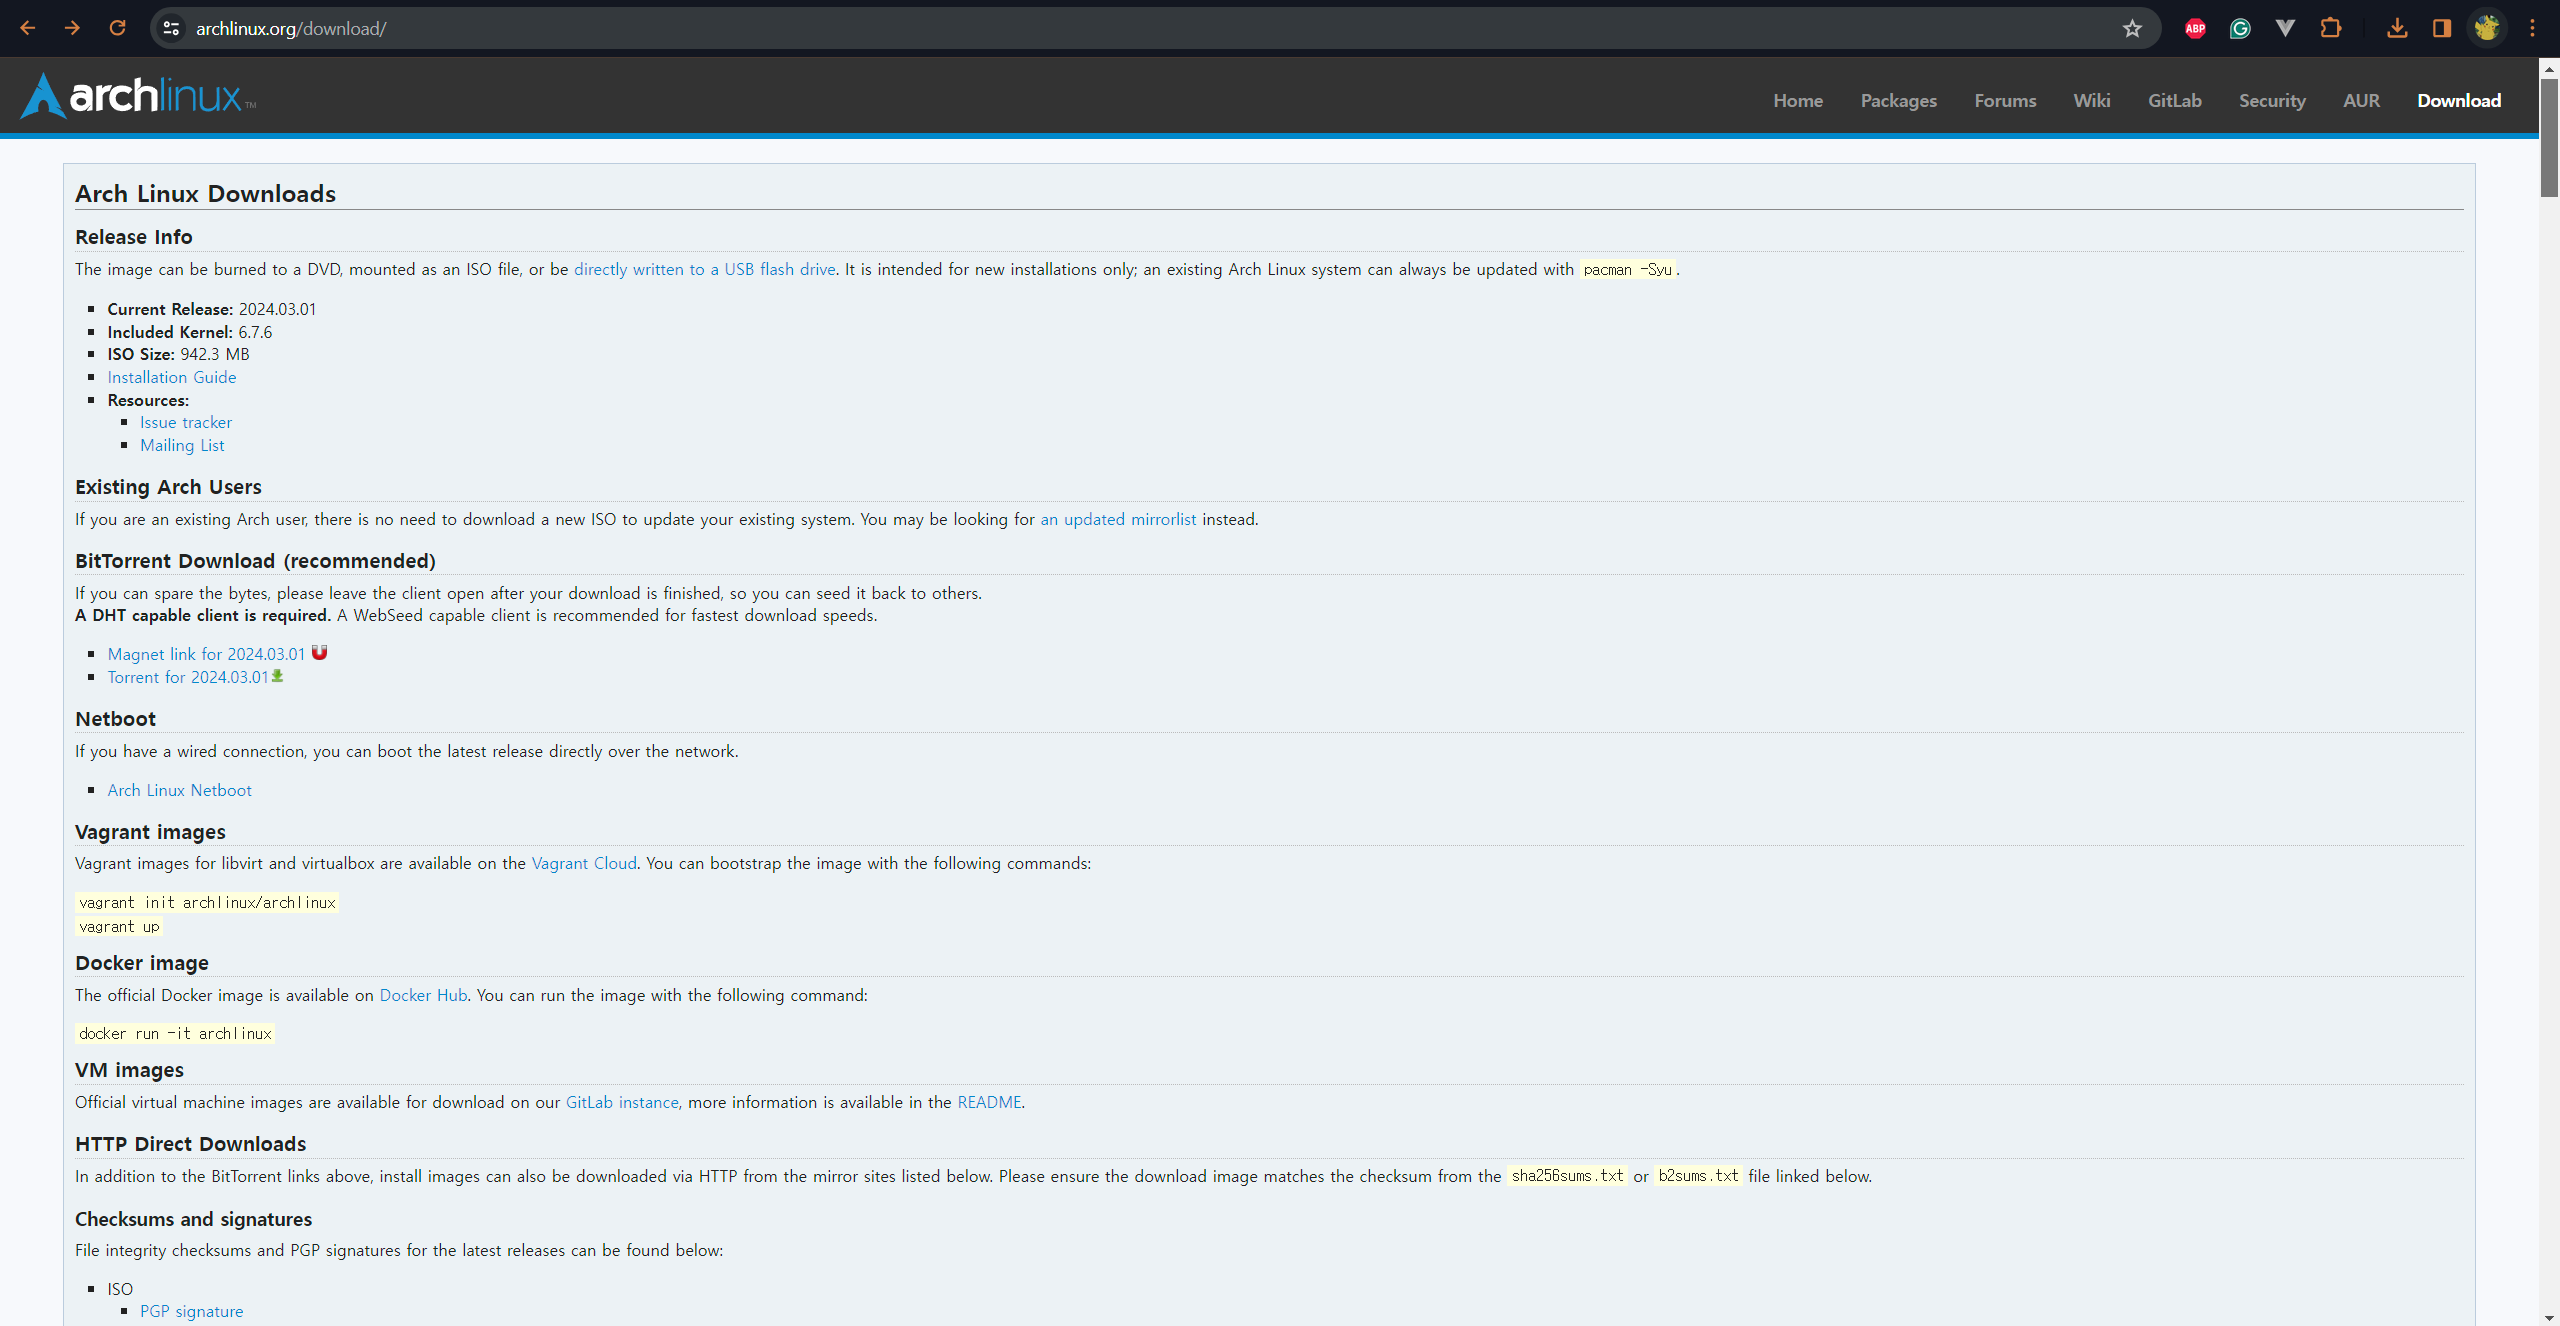 archlinux.org/download/
ABP
archlinux™
Home Packages Forums Wiki GitLab Security AUR Download
Arch Linux Downloads
Release Info
The image can be burned to a DVD, mounted as an ISO file, or be directly written to a USB flash drive. It is intended for new installations only; an existing Arch Linux system can always be updated with pacman -Syu.
Current Release: 2024.03.01
Included Kernel: 6.7.6
ISO Size: 942.3 MB
Installation Guide
Resources:
Issue tracker
Mailing List
Existing Arch Users
If you are an existing Arch user, there is no need to download a new ISO to update your existing system. You may be looking for an updated mirrorlist instead.
BitTorrent Download (recommended)
If you can spare the bytes, please leave the client open after your download is finished, so you can seed it back to others.
A DHT capable client is required. A WebSeed capable client is recommended for fastest download speeds.
Magnet link for 2024.03.01
Torrent for 2024.03.01
Netboot
If you have a wired connection, you can boot the latest release directly over the network.
Arch Linux Netboot
Vagrant images
Vagrant images for libvirt and virtualbox are available on the Vagrant Cloud. You can bootstrap the image with the following commands:
vagrant init archlinux/archlinux
vagrant up
Docker image
The official Docker image is available on Docker Hub. You can run the image with the following command:
docker run -it archlinux
VM images
Official virtual machine images are available for download on our GitLab instance, more information is available in the README.
HTTP Direct Downloads
In addition to the BitTorrent links above, install images can also be downloaded via HTTP from the mirror sites listed below. Please ensure the download image matches the checksum from the sha256sums.txt or b2sums.txt file linked below.
Checksums and signatures
File integrity checksums and PGP signatures for the latest releases can be found below:
ISO
PGP signature